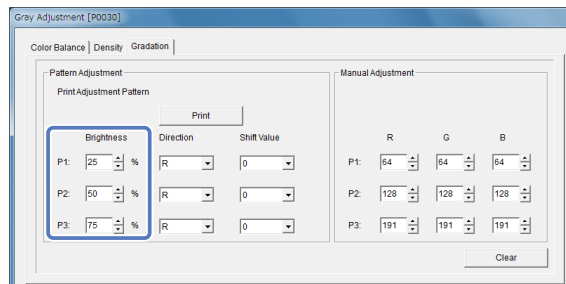 Gray Adjustment [P0030]
Color Balance Density Gradation
Pattern Adjustment
Print Adjustment Pattern
Print
Brightness Direction Shift Value
P1: 25 % R 0
P2: 50 % R 0
P3: 75 % R 0
Manual Adjustment
R G B
P1: 64 64 64
P2: 128 128 128
P3: 191 191 191
Clear